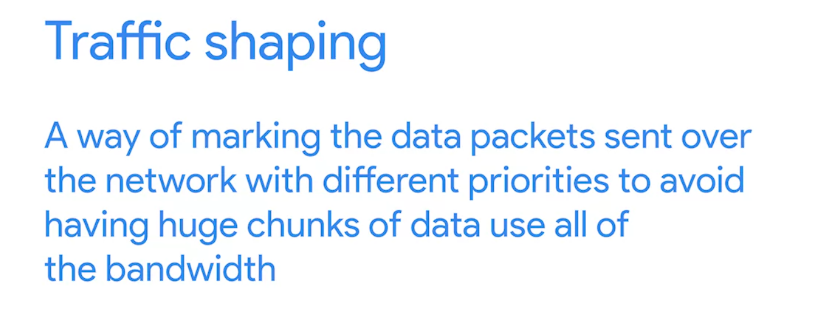 Traffic shaping
A way of marking the data packets sent over
the network with different priorities to avoid
having huge chunks of data use all of
the bandwidth